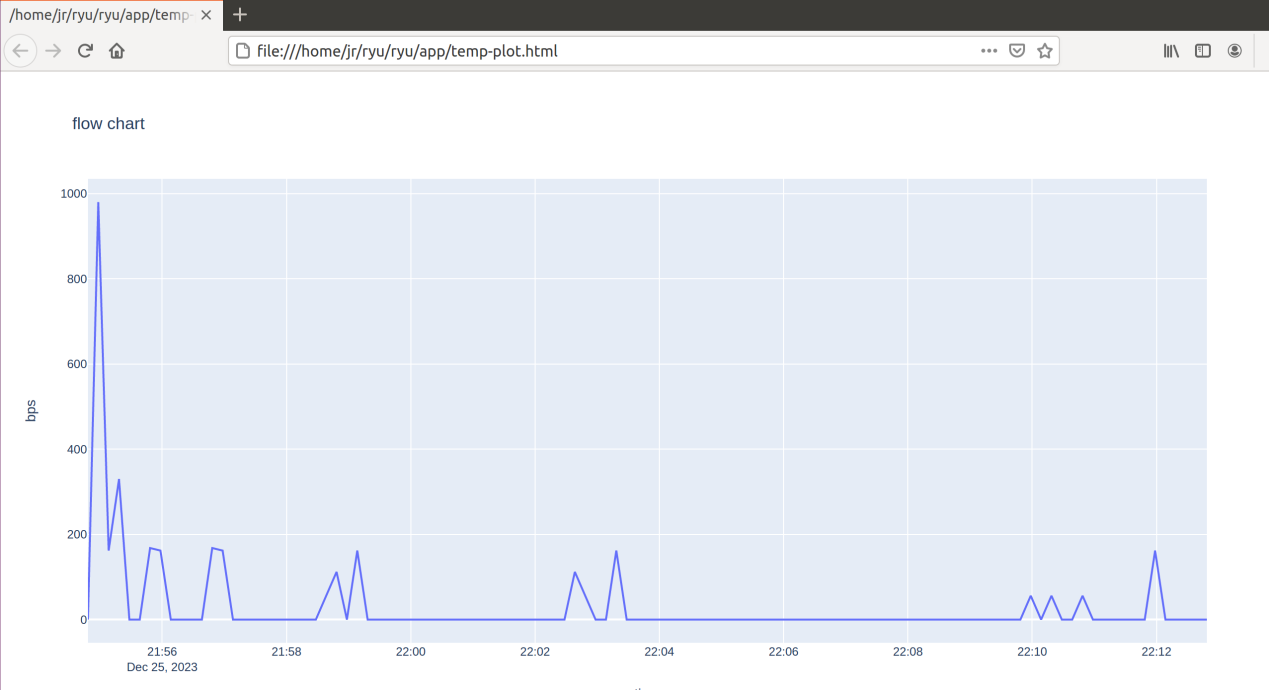 /home/jr/ryu/ryu/app/temp-
file:///home/jr/ryu/ryu/app/temp-plot.html
flow chart
1000
800
600
400
200
0
bps
21:56 21:58 22:00 22:02 22:04 22:06 22:08 22:10 22:12
Dec 25, 2023